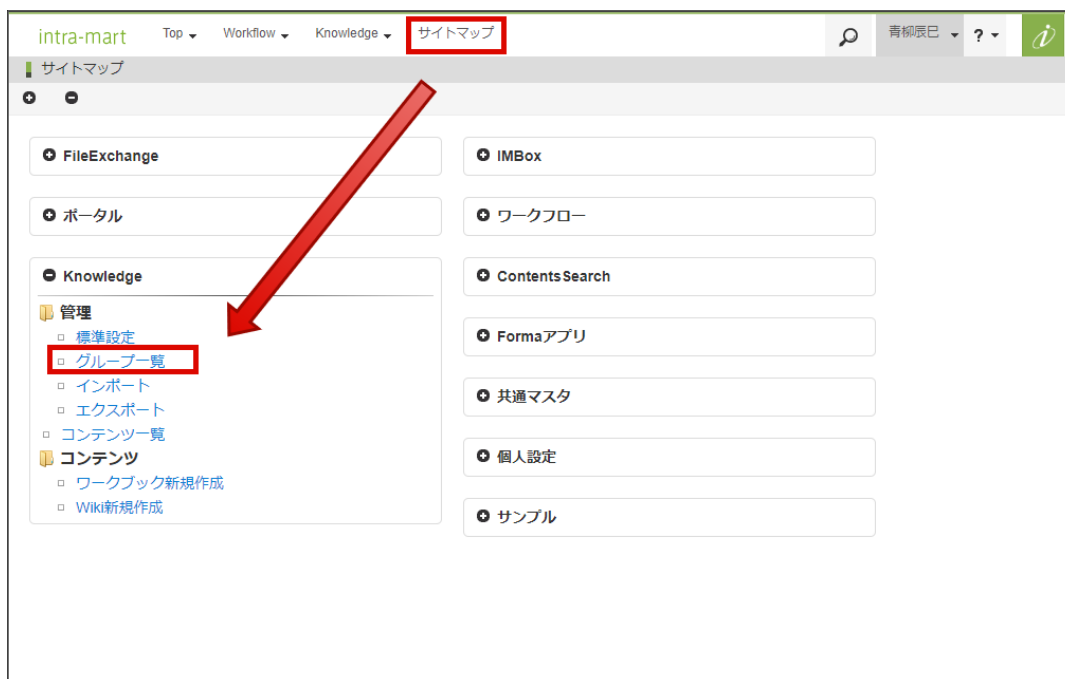 intra-mart Top Workflow Knowledge サイトマップ 青柳辰巳 ?
サイトマップ
FileExchange
ポータル
Knowledge
管理
標準設定
グループ一覧
インポート
エクスポート
コンテンツ一覧
コンテンツ
ワークブック新規作成
Wiki新規作成
IMBox
ワークフロー
ContentsSearch
Formaアプリ
共通マスタ
個人設定
サンプル